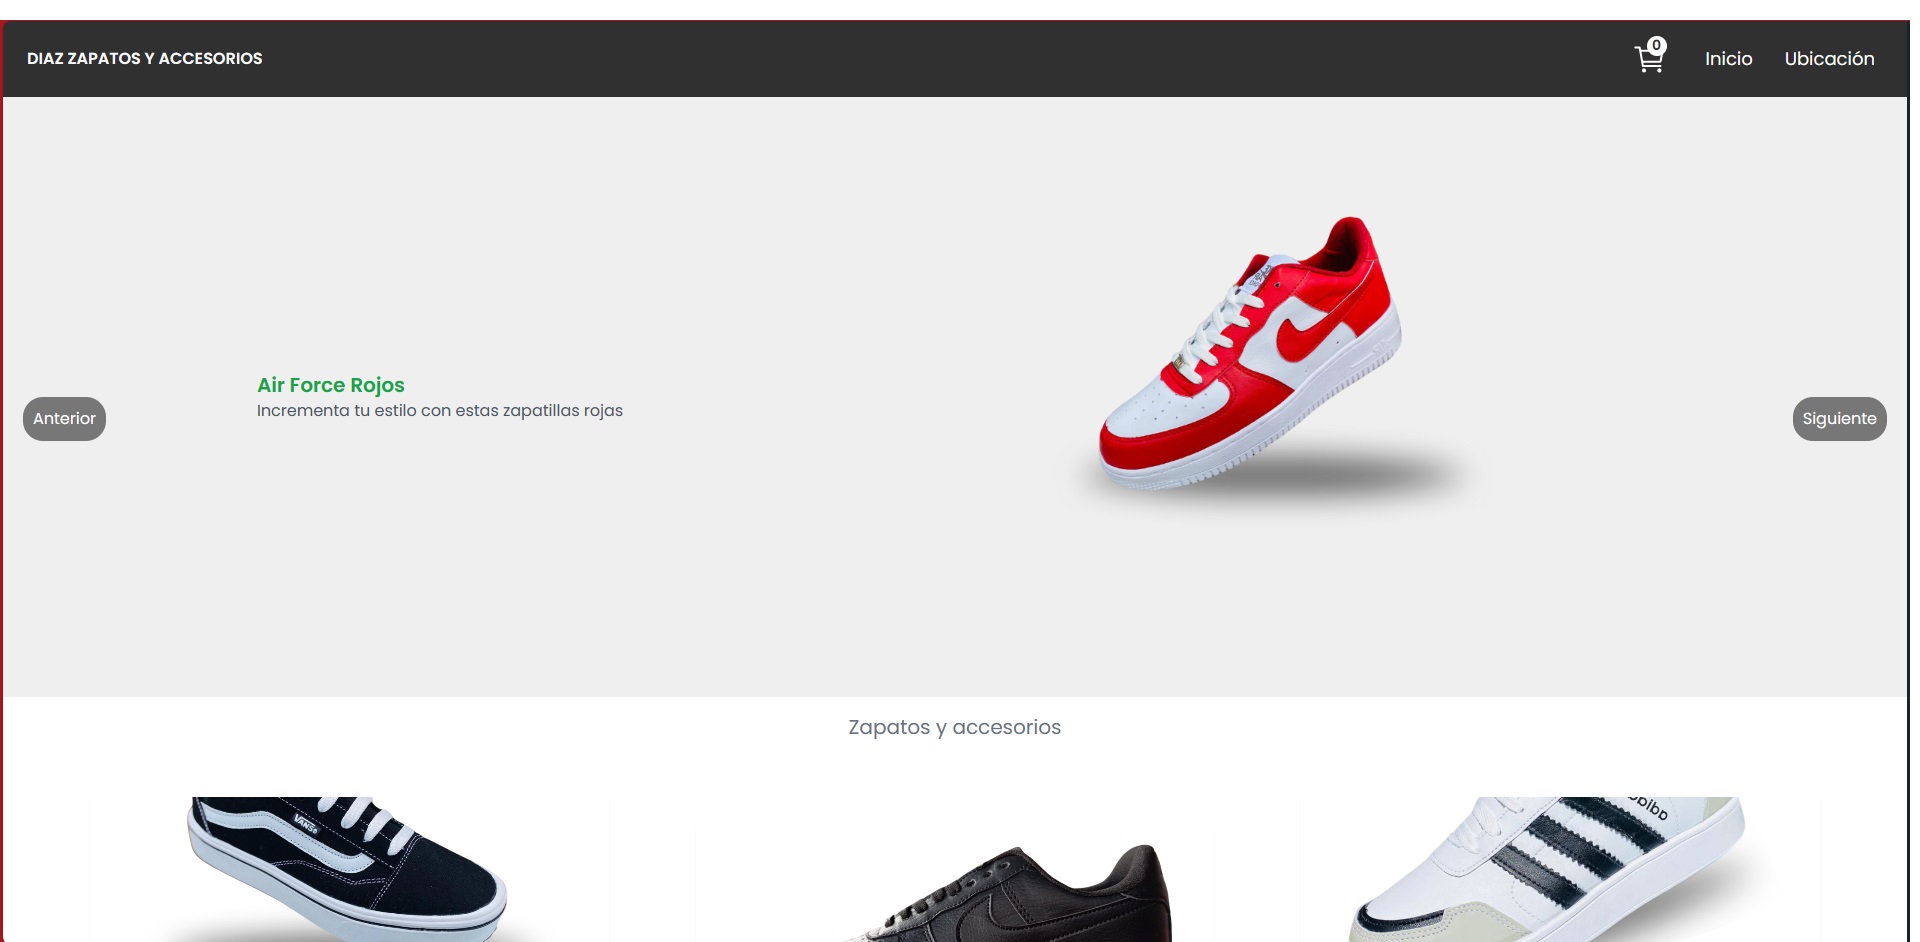 DIAZ ZAPATOS Y ACCESORIOS
0
Inicio
Ubicación
Air Force Rojos
Incrementa tu estilo con estas zapatillas rojas
Anterior
Siguiente
Zapatos y accesorios
VANS